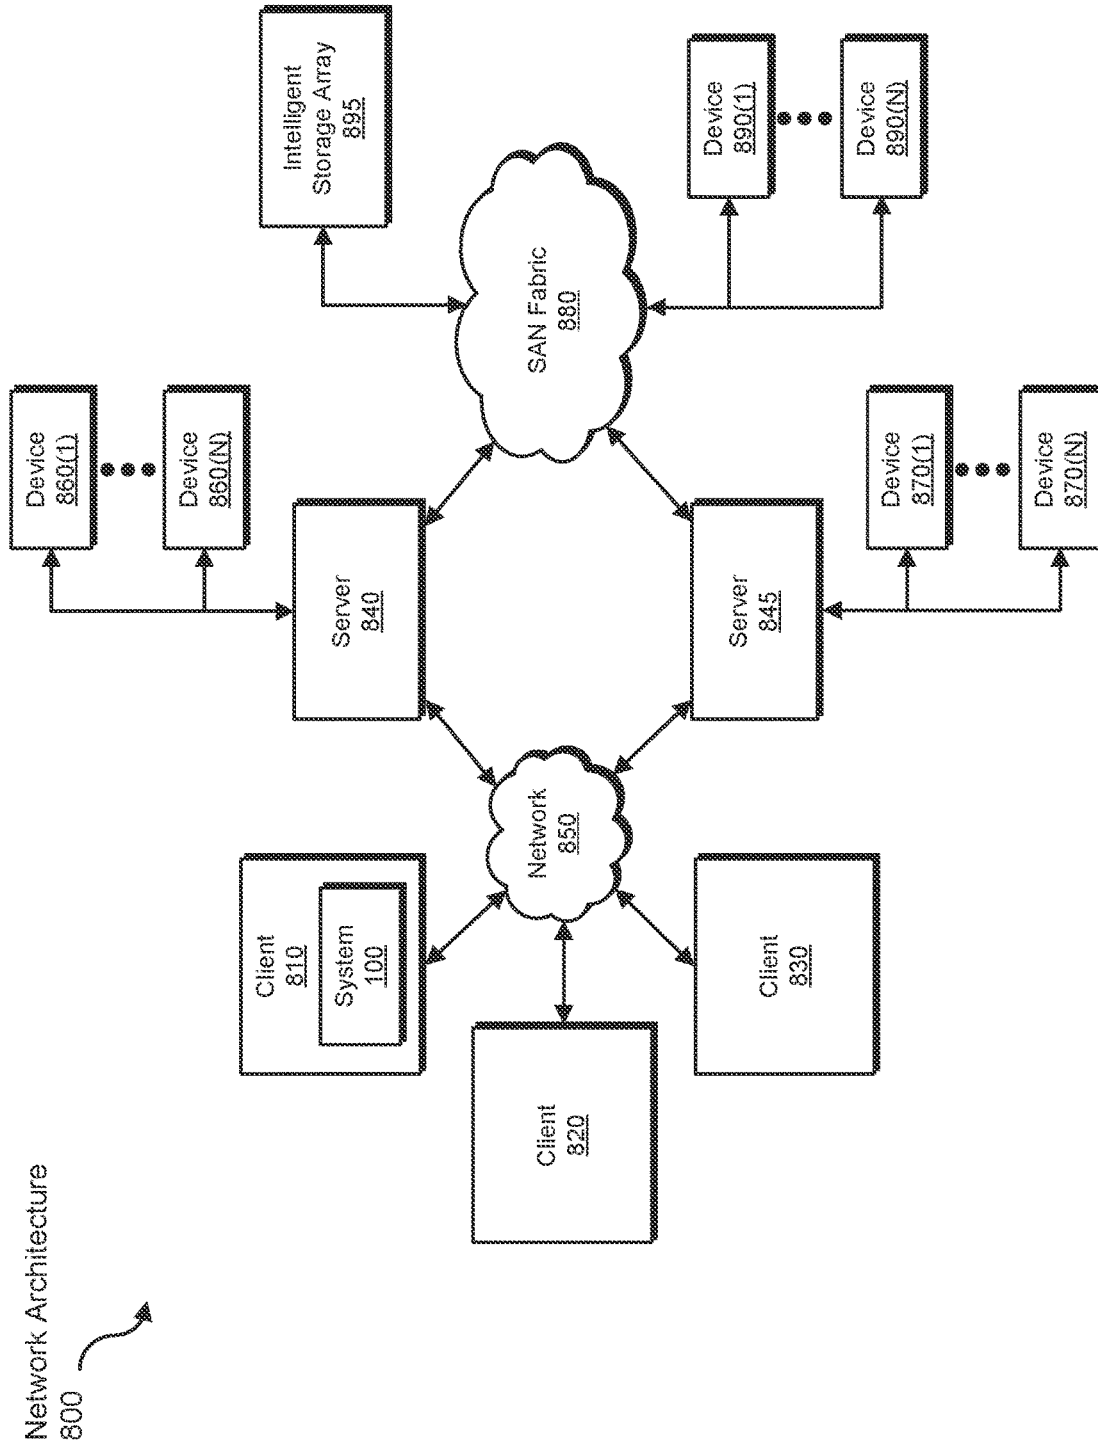 Network Architecture
800
Client
810
System
100
Client
820
Client
830
Network
850
Server
840
Server
845
Device
860(1)
Device
860(N)
Device
870(1)
Device
870(N)
SAN Fabric
880
Intelligent
Storage Array
895
Device
890(1)
Device
890(N)